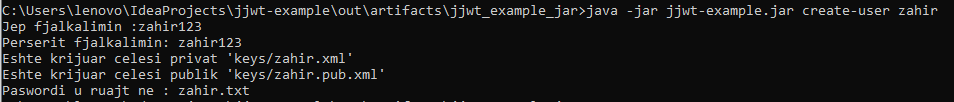 C:\Users\lenovo\IdeaProjects\jjwt-example\out\artifacts\jjwt_example_jar>java -jar jjwt-example.jar create-user zahir
Jep fjalkalimin :zahir123
Perserit fjalkalimin: zahir123
Eshte krijuar celesi privat 'keys/zahir.xml'
Eshte krijuar celesi publik 'keys/zahir.pub.xml'
Paswordi u ruajt ne : zahir.txt